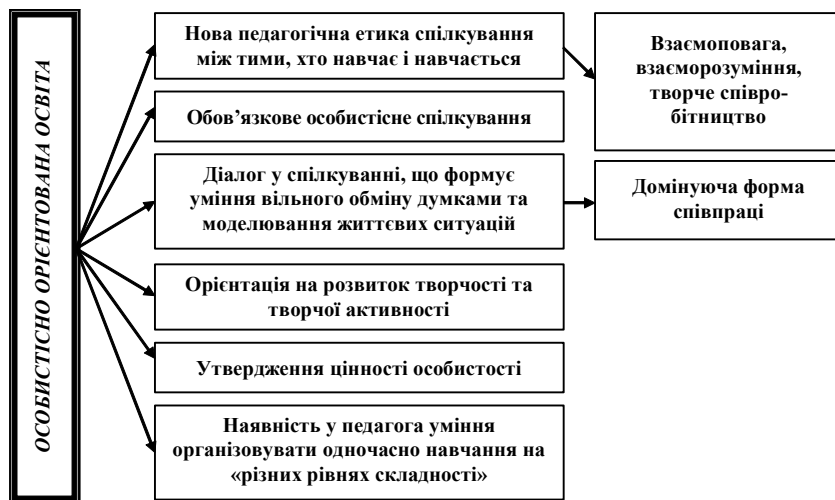 ОСОБИСТІСНО ОРІЄНТОВАНА ОСВІТА
Нова педагогічна етика спілкування
між тими, хто навчає і навчається
Взаємоповага,
взаєморозуміння,
творче співро-
бітництво
Обов’язкове особистісне спілкування
Діалог у спілкуванні, що формує
уміння вільного обміну думками та
моделювання життєвих ситуацій
Домінуюча форма
співпраці
Орієнтація на розвиток творчості та
творчої активності
Утвердження цінності особистості
Наявність у педагога уміння
організовувати одночасно навчання на
«різних рівнях складності»